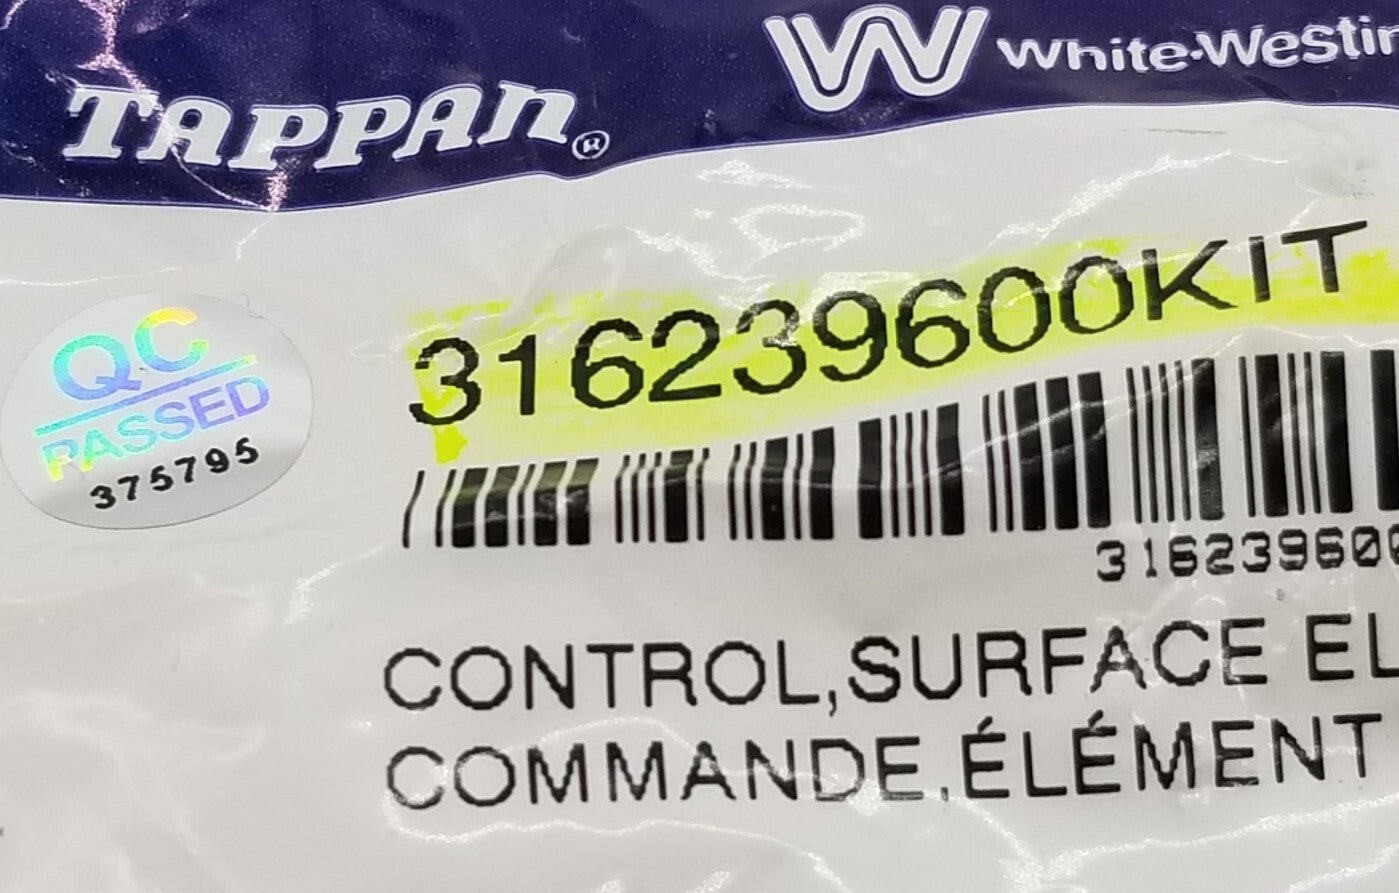 TAPPAN®
W White-Westin
316239600KIT
QC
PASSED
375795
316239600
CONTROL,SURFACE EL
COMMANDE,ÉLÉMENT